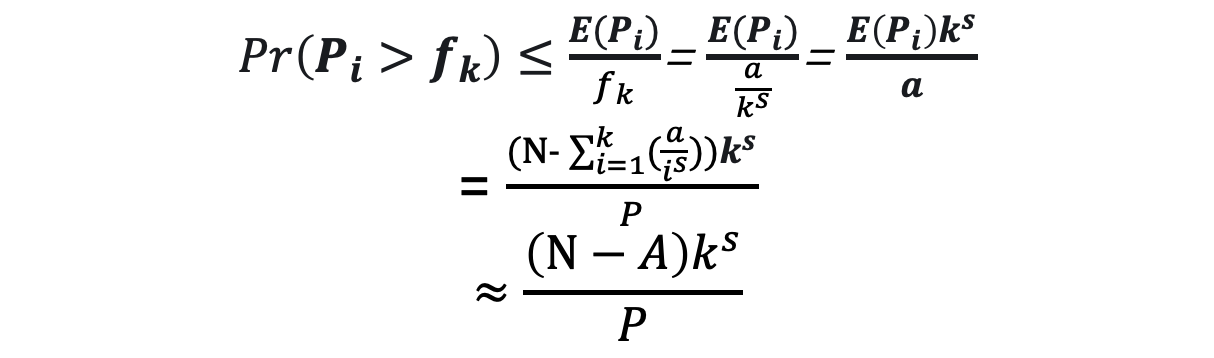 Pr(P_i > f_k) ≤ E(P_i)/f_k = E(P_i)/(a/k^s) = E(P_i)k^s/a
= (N- ∑_{i=1}^{k}(a/i^s))k^s/P
≈ (N − A)k^s/P